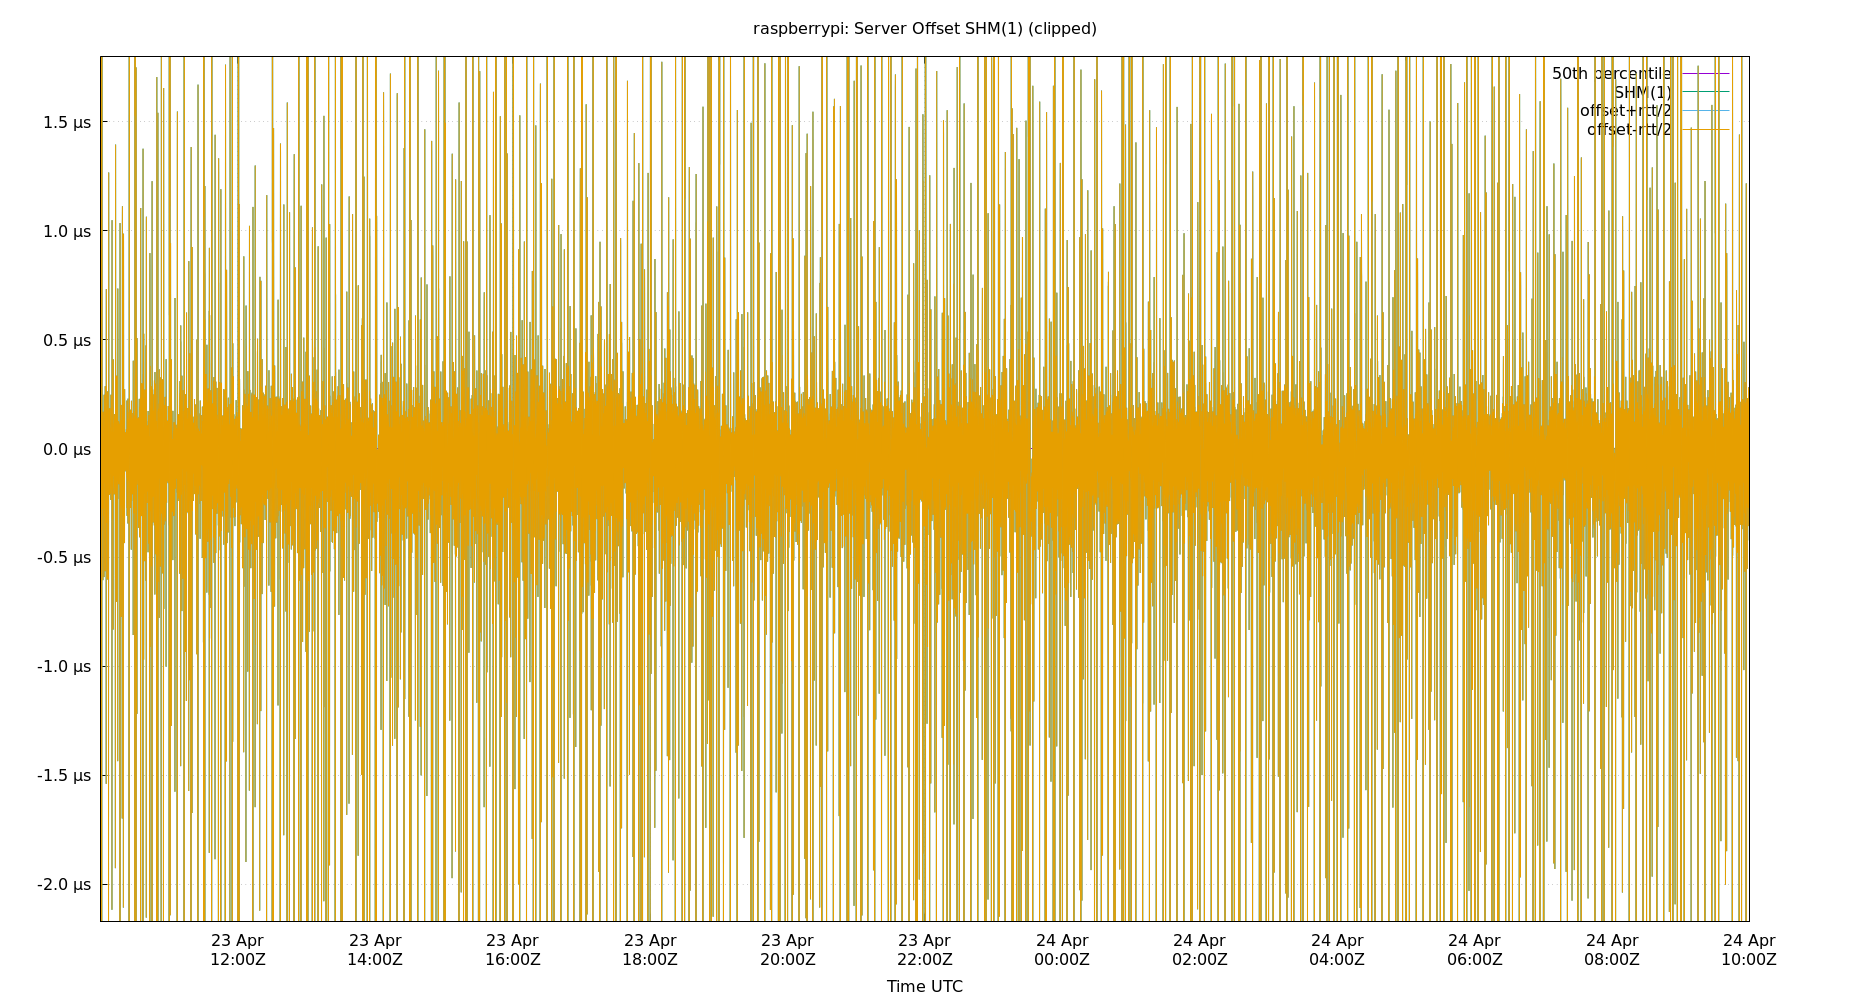 raspberrypi: Server Offset SHM(1) (clipped)
50th percentile
SHM(1)
offset+rtt/2
offset-rtt/2
1.5 µs
1.0 µs
0.5 µs
0.0 µs
-0.5 µs
-1.0 µs
-1.5 µs
-2.0 µs
23 Apr 23 Apr 23 Apr 23 Apr 23 Apr 23 Apr 24 Apr 24 Apr 24 Apr 24 Apr 24 Apr 24 Apr
12:00Z 14:00Z 16:00Z 18:00Z 20:00Z 22:00Z 00:00Z 02:00Z 04:00Z 06:00Z 08:00Z 10:00Z
Time UTC